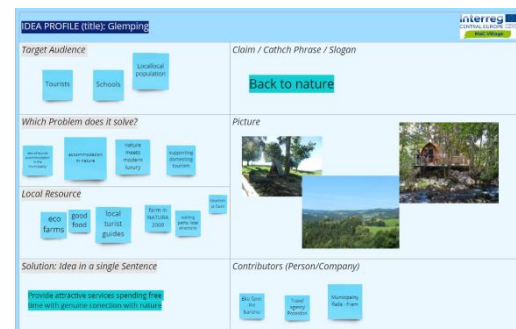 IDEA PROFILE (title): Glemping
Interreg
CENTRAL EUROPE
Target Audience
Tourists
Schools
Local/local
population
Claim / Cathch Phrase / Slogan
Back to nature
Which Problem does it solve?
accommodation
in nature
nature
meets
modern
luxury
supporting
domesting
tourism
Picture
Local Resource
eco
farms
good
food
local
turist
guides
farm in
NATURA
2000
Solution: Idea in a single Sentence
Provide attractive services spending free
time with genuine conection with nature
Contributors (Person/Company)
Travel
agency
Municipality